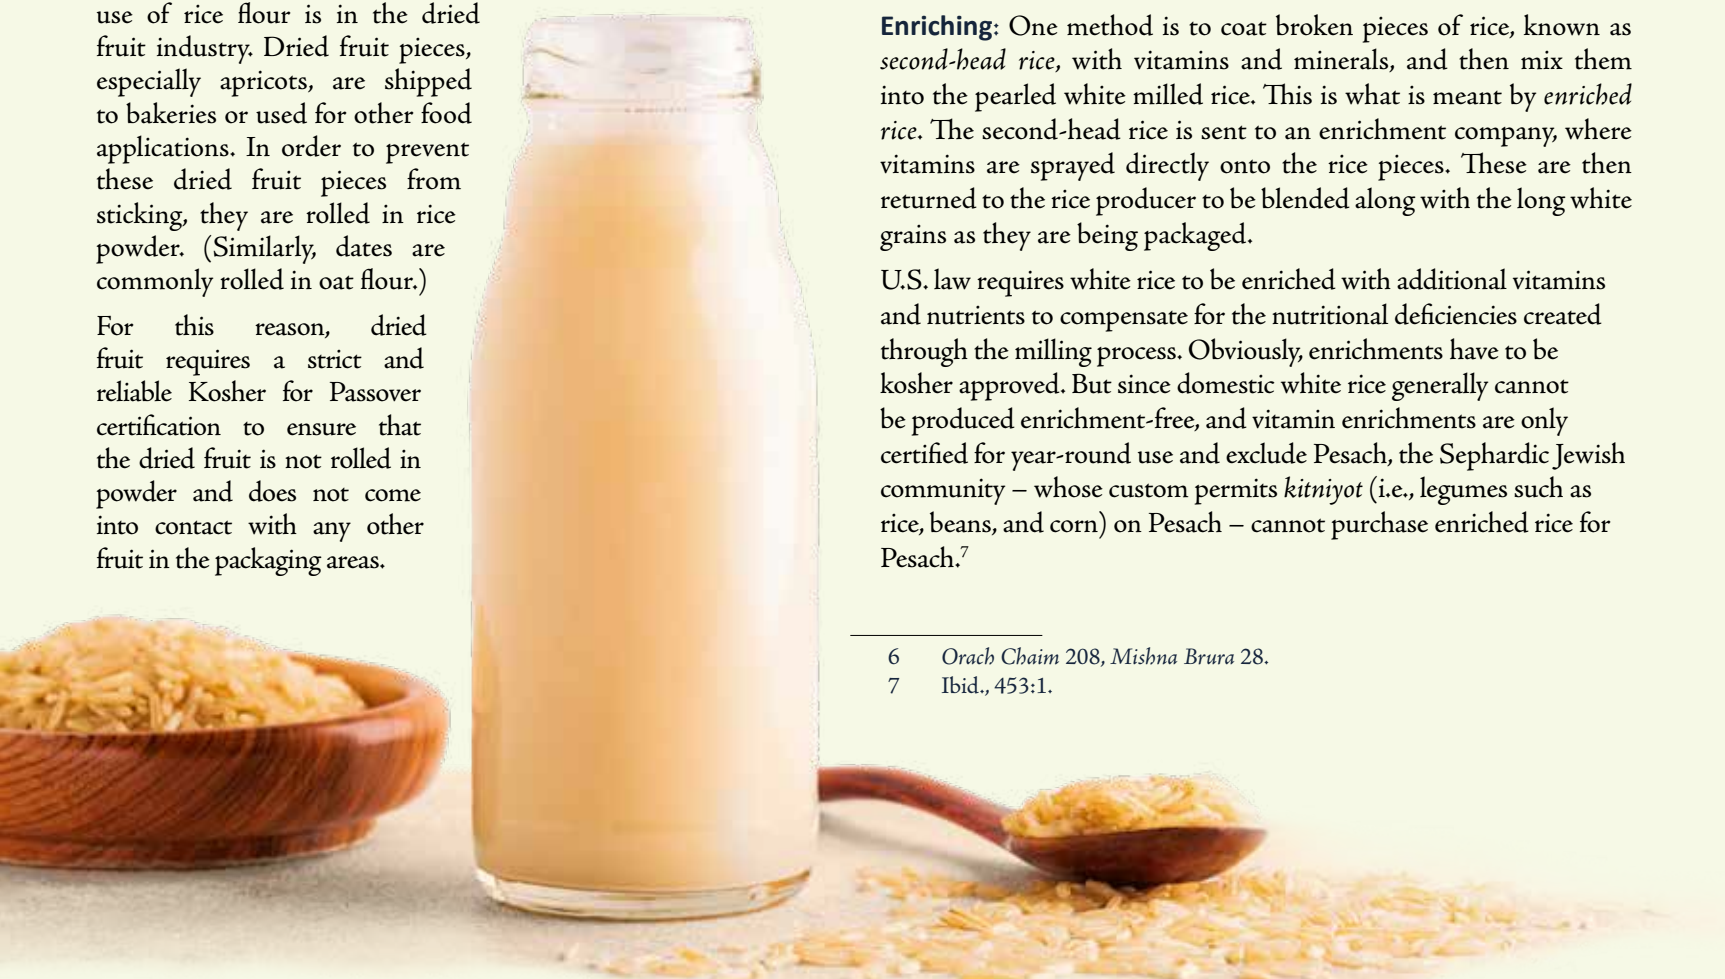 use of rice flour is in the dried
fruit industry. Dried fruit pieces,
especially apricots, are shipped
to bakeries or used for other food
applications. In order to prevent
these dried fruit pieces from
sticking, they are rolled in rice
powder. (Similarly, dates are
commonly rolled in oat flour.)
For this reason, dried
fruit requires a strict and
reliable Kosher for Passover
certification to ensure that
the dried fruit is not rolled in
powder and does not come
into contact with any other
fruit in the packaging areas.
Enriching: One method is to coat broken pieces of rice, known as
second-head rice, with vitamins and minerals, and then mix them
into the pearled white milled rice. This is what is meant by enriched
rice. The second-head rice is sent to an enrichment company, where
vitamins are sprayed directly onto the rice pieces. These are then
returned to the rice producer to be blended along with the long white
grains as they are being packaged.
U.S. law requires white rice to be enriched with additional vitamins
and nutrients to compensate for the nutritional deficiencies created
through the milling process. Obviously, enrichments have to be
kosher approved. But since domestic white rice generally cannot
be produced enrichment-free, and vitamin enrichments are only
certified for year-round use and exclude Pesach, the Sephardic Jewish
community – whose custom permits kitniyot (i.e., legumes such as
rice, beans, and corn) on Pesach – cannot purchase enriched rice for
Pesach.7
6 Orach Chaim 208, Mishna Brura 28.
7 Ibid., 453:1.